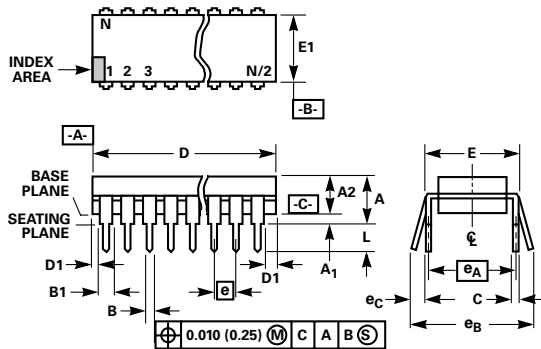 N
E1
INDEX
AREA
1 2 3 N/2
-B-
-A-
D E
BASE
PLANE
A2
A
-C-
SEATING
PLANE
L
C̲L̲
D1 A1 D1
B1 e eA
eC C
B
eB
0.010 (0.25) M C A B S